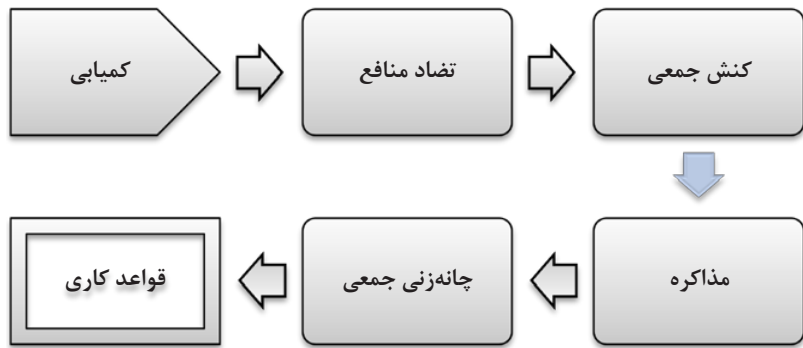 کمیابی
تضاد منافع
کنش جمعی
مذاکره
چانه‌زنی جمعی
قواعد کاری